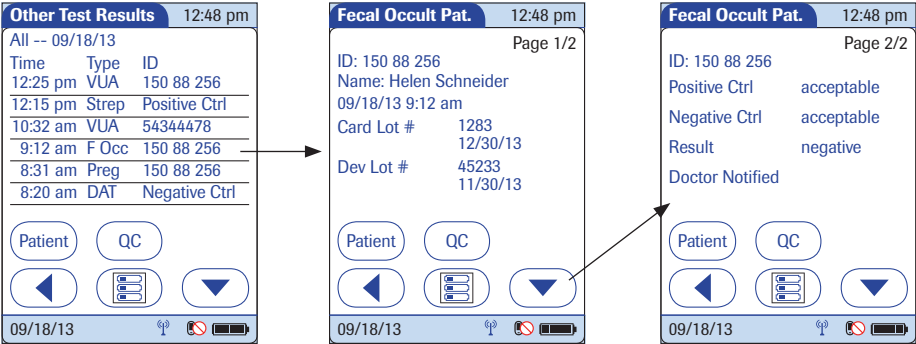 Other Test Results 12:48 pm
All -- 09/18/13
Time Type ID
12:25 pm VUA 150 88 256
12:15 pm Strep Positive Ctrl
10:32 am VUA 54344478
9:12 am F Occ 150 88 256
8:31 am Preg 150 88 256
8:20 am DAT Negative Ctrl
Patient QC
09/18/13
Fecal Occult Pat. 12:48 pm
Page 1/2
ID: 150 88 256
Name: Helen Schneider
09/18/13 9:12 am
Card Lot # 1283
12/30/13
Dev Lot # 45233
11/30/13
Patient QC
09/18/13
Fecal Occult Pat. 12:48 pm
Page 2/2
ID: 150 88 256
Positive Ctrl acceptable
Negative Ctrl acceptable
Result negative
Doctor Notified
Patient QC
09/18/13